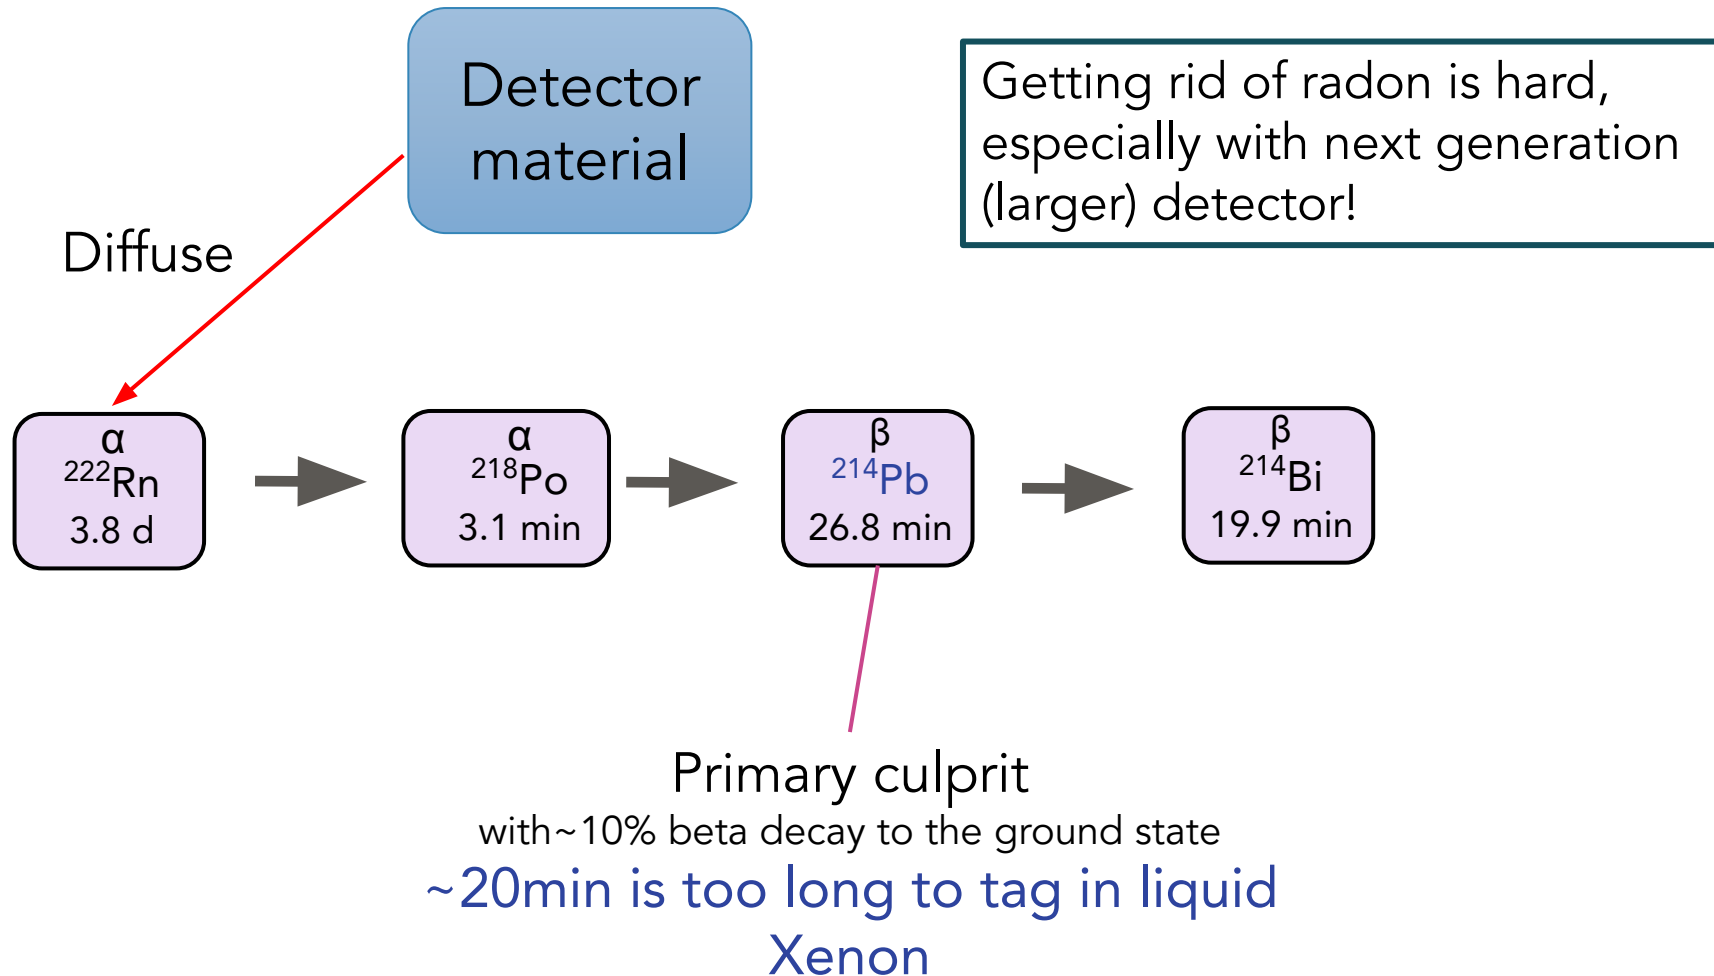 Detector
material
Getting rid of radon is hard,
especially with next generation
(larger) detector!
Diffuse
α
²²²Rn
3.8 d
α
²¹⁸Po
3.1 min
β
²¹⁴Pb
26.8 min
β
²¹⁴Bi
19.9 min
Primary culprit
with~10% beta decay to the ground state
~20min is too long to tag in liquid
Xenon